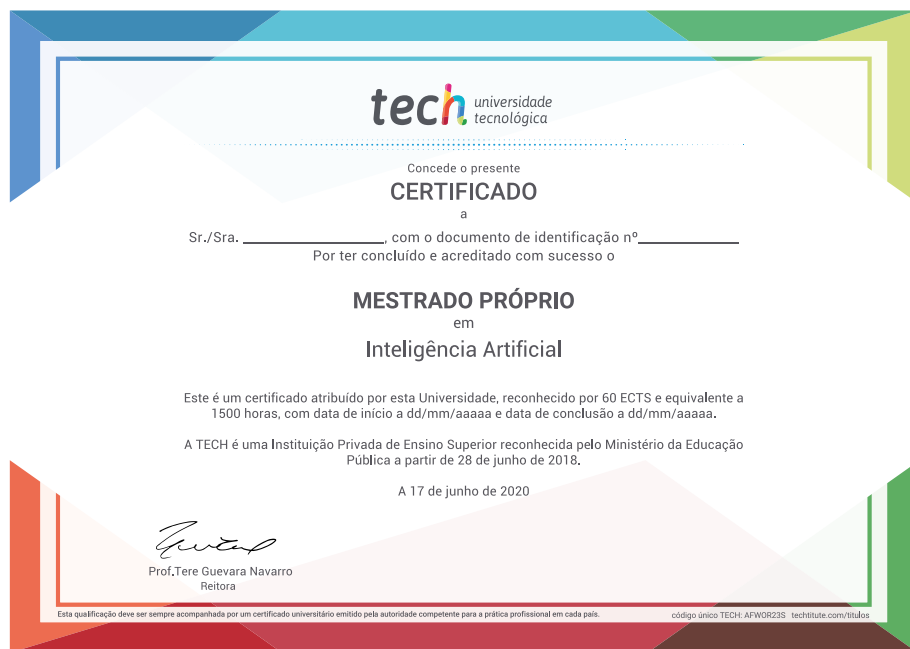 tech universidade
tecnológica
Concede o presente
CERTIFICADO
a
Sr./Sra. ________________, com o documento de identificação nº____________
Por ter concluído e acreditado com sucesso o
MESTRADO PRÓPRIO
em
Inteligência Artificial
Este é um certificado atribuído por esta Universidade, reconhecido por 60 ECTS e equivalente a
1500 horas, com data de início a dd/mm/aaaaa e data de conclusão a dd/mm/aaaaa.
A TECH é uma Instituição Privada de Ensino Superior reconhecida pelo Ministério da Educação
Pública a partir de 28 de junho de 2018.
A 17 de junho de 2020
Prof.Tere Guevara Navarro
Reitora
Esta qualificação deve ser sempre acompanhada por um certificado universitário emitido pela autoridade competente para a prática profissional em cada país.
código único TECH: AFWOR23S techtitute.com/titulos